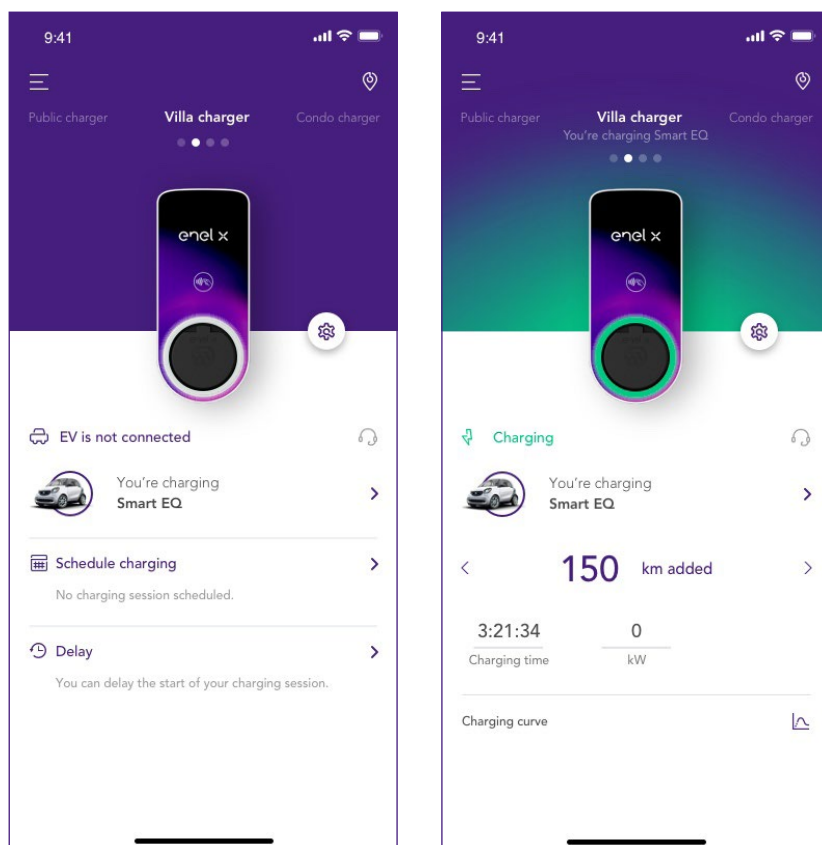 9:41
Public charger
Villa charger
Condo charger
enel x
EV is not connected
You're charging
Smart EQ
Schedule charging
No charging session scheduled.
Delay
You can delay the start of your charging session.
9:41
Public charger
Villa charger
Condo charger
You're charging Smart EQ
enel x
Charging
You're charging
Smart EQ
150 km added
3:21:34
0
Charging time
kW
Charging curve